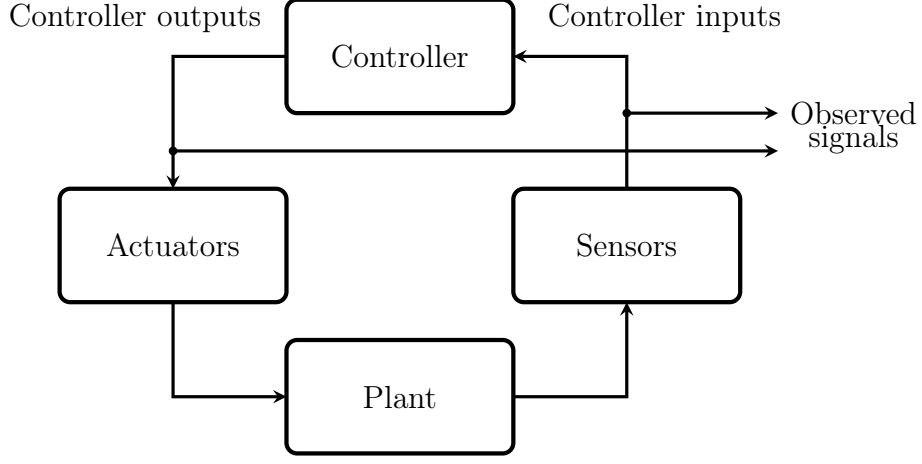 Controller outputs
Controller inputs
Controller
Observed
signals
Actuators
Sensors
Plant